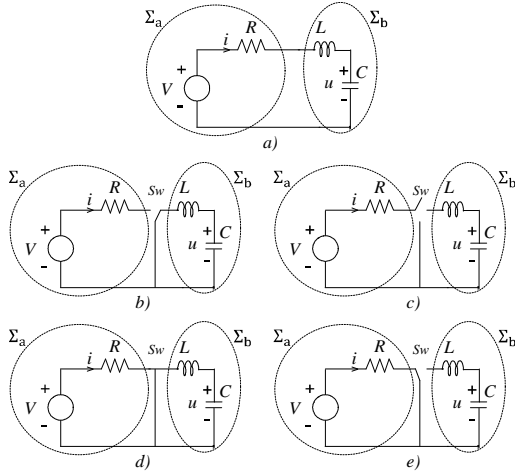 Σa Σb
R L
i
+ + C
V u
- -
a)
Σa Σb
R Sw L
i
+ + C
V u
- -
b)
Σa Σb
R Sw L
i
+ + C
V u
- -
c)
Σa Σb
R Sw L
i
+ + C
V u
- -
d)
Σa Σb
R Sw L
i
+ + C
V u
- -
e)